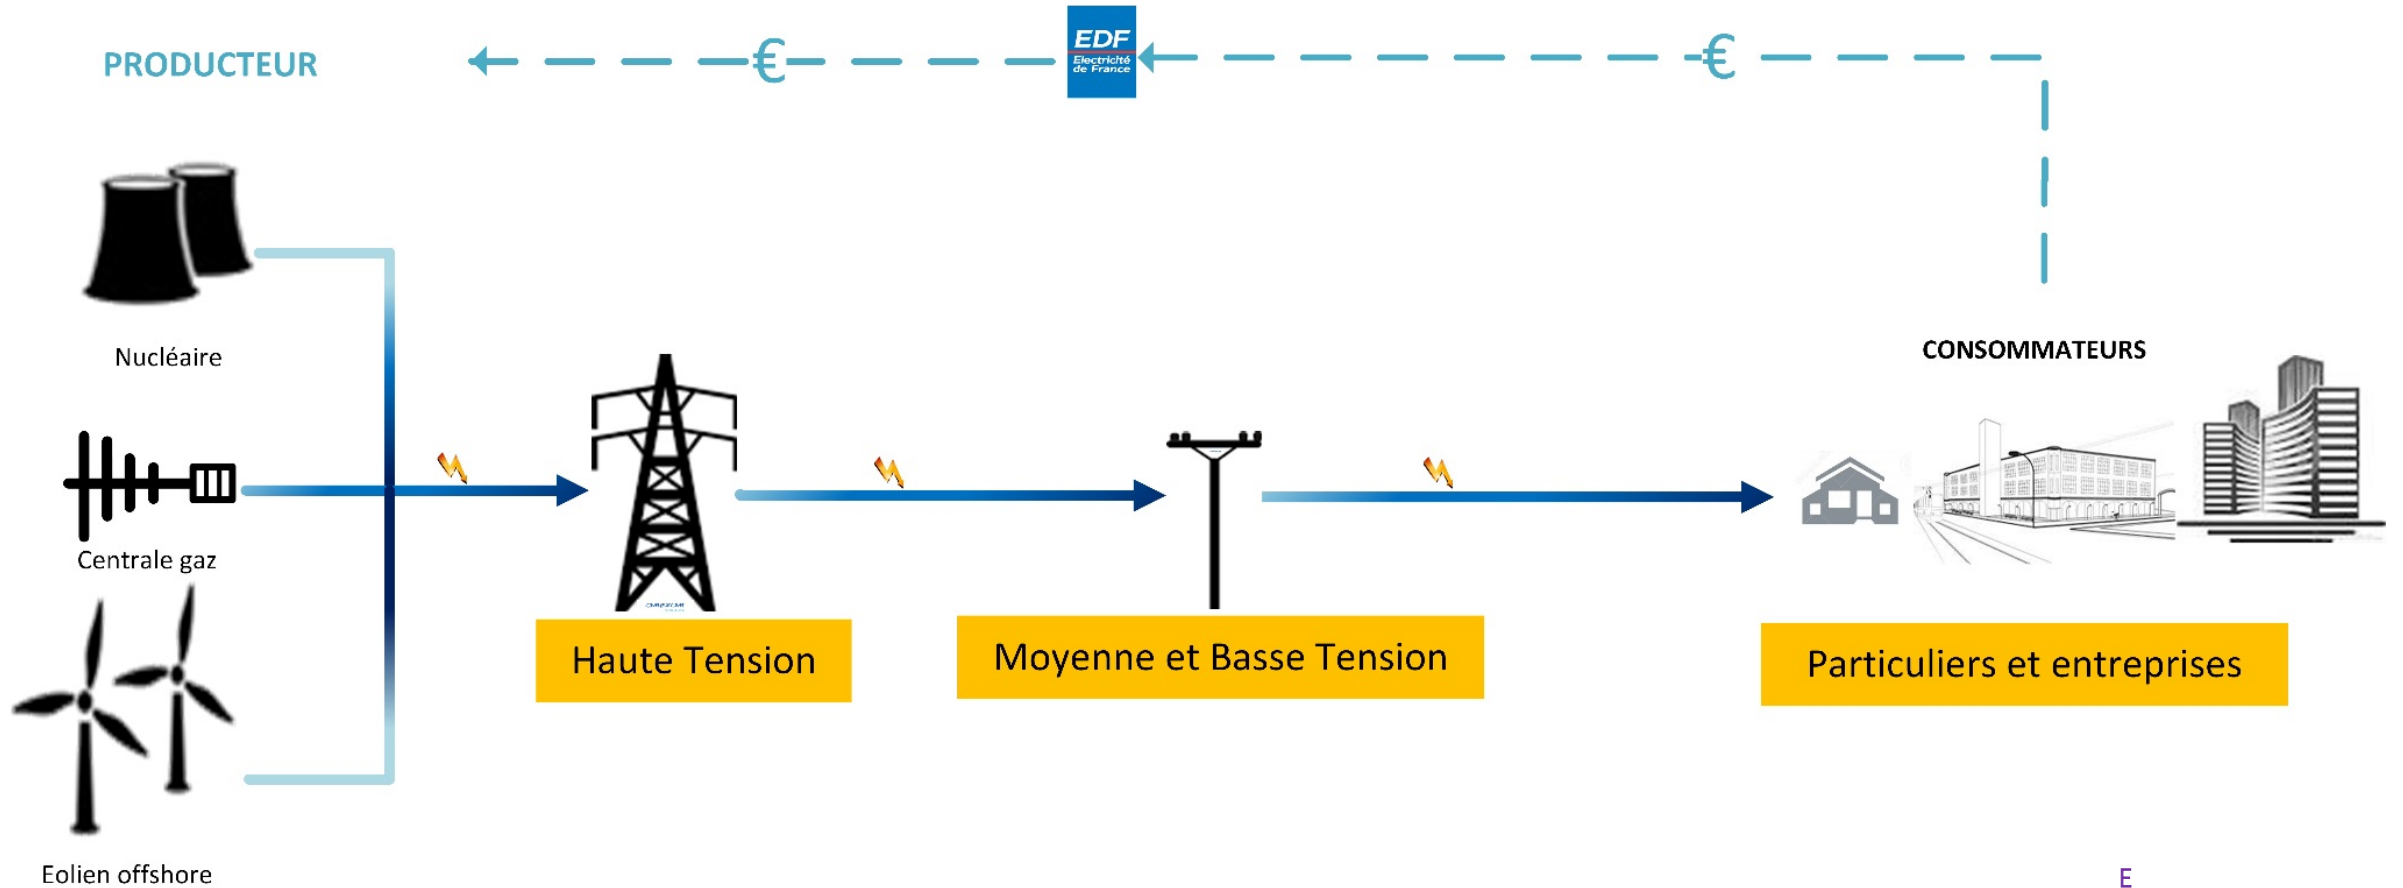 PRODUCTEUR
€
EDF
Electricité
de France
€
Nucléaire
CONSOMMATEURS
Centrale gaz
Haute Tension
Moyenne et Basse Tension
Particuliers et entreprises
Eolien offshore
E